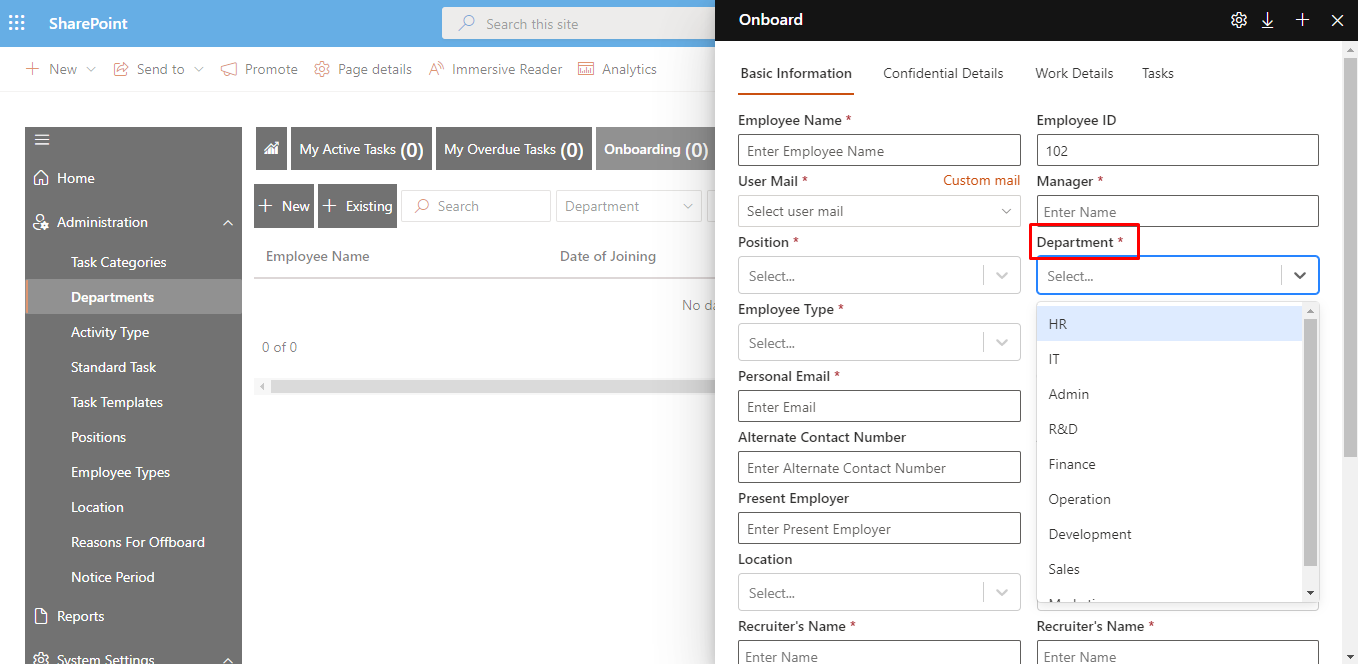 SharePoint
Search this site
New
Send to
Promote
Page details
Immersive Reader
Analytics
Home
Administration
Task Categories
Departments
Activity Type
Standard Task
Task Templates
Positions
Employee Types
Location
Reasons For Offboard
Notice Period
Reports
System Settings
My Active Tasks (0)
My Overdue Tasks (0)
Onboarding (0)
New
Existing
Search
Department
Employee Name
Date of Joining
No
0 of 0
Onboard
Basic Information
Confidential Details
Work Details
Tasks
Employee Name *
Enter Employee Name
Employee ID
102
User Mail *
Custom mail
Select user mail
Manager *
Enter Name
Position *
Select...
Department *
Select...
HR
IT
Admin
R&D
Finance
Operation
Development
Sales
Employee Type *
Select...
Personal Email *
Enter Email
Alternate Contact Number
Enter Alternate Contact Number
Present Employer
Enter Present Employer
Location
Select...
Recruiter's Name *
Enter Name
Recruiter's Name *
Enter Name